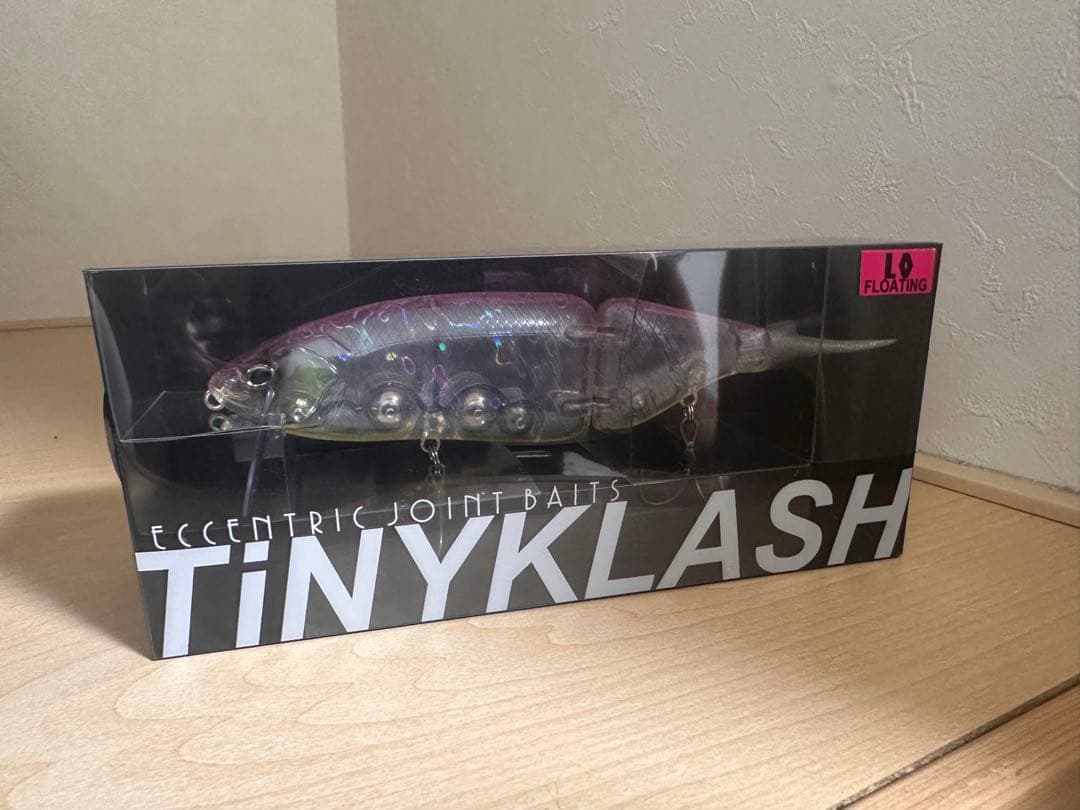 LO
FLOATING
ECCENTRIC JOINT BAITS
TiNYKLASH